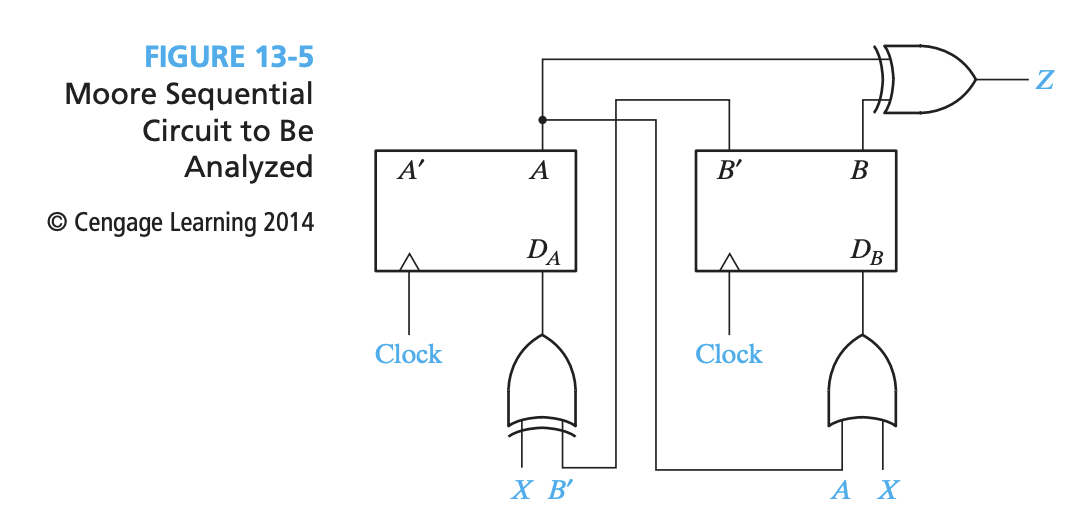 FIGURE 13-5
Moore Sequential
Circuit to Be
Analyzed
© Cengage Learning 2014
Z
A′ A
B′ B
D_A
D_B
Clock
Clock
X B′
A X